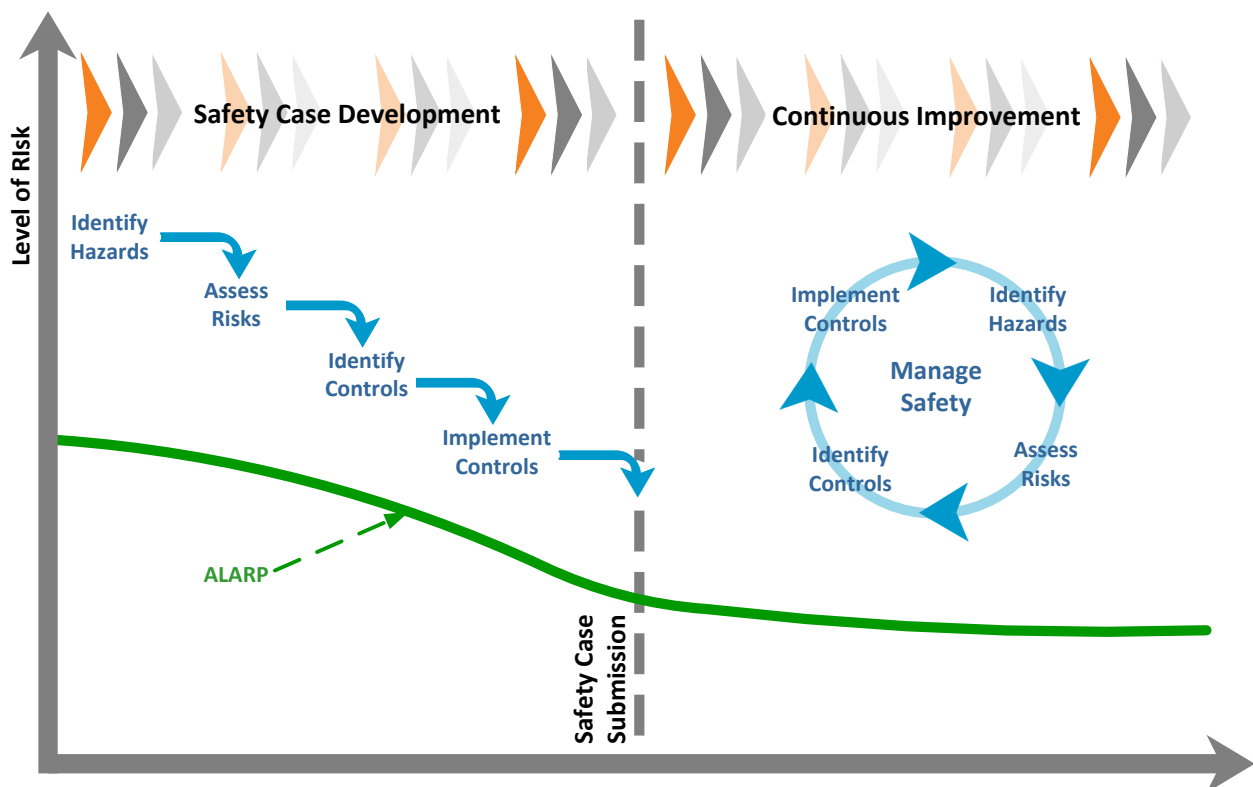 Safety Case Development
Continuous Improvement
Level of RIsk
Identify
Hazards
Assess
Risks
Identify
Controls
Implement
Controls
Implement
Controls
Identify
Hazards
Manage
Safety
Identify
Controls
Assess
Risks
ALARP
Safety Case
Submission